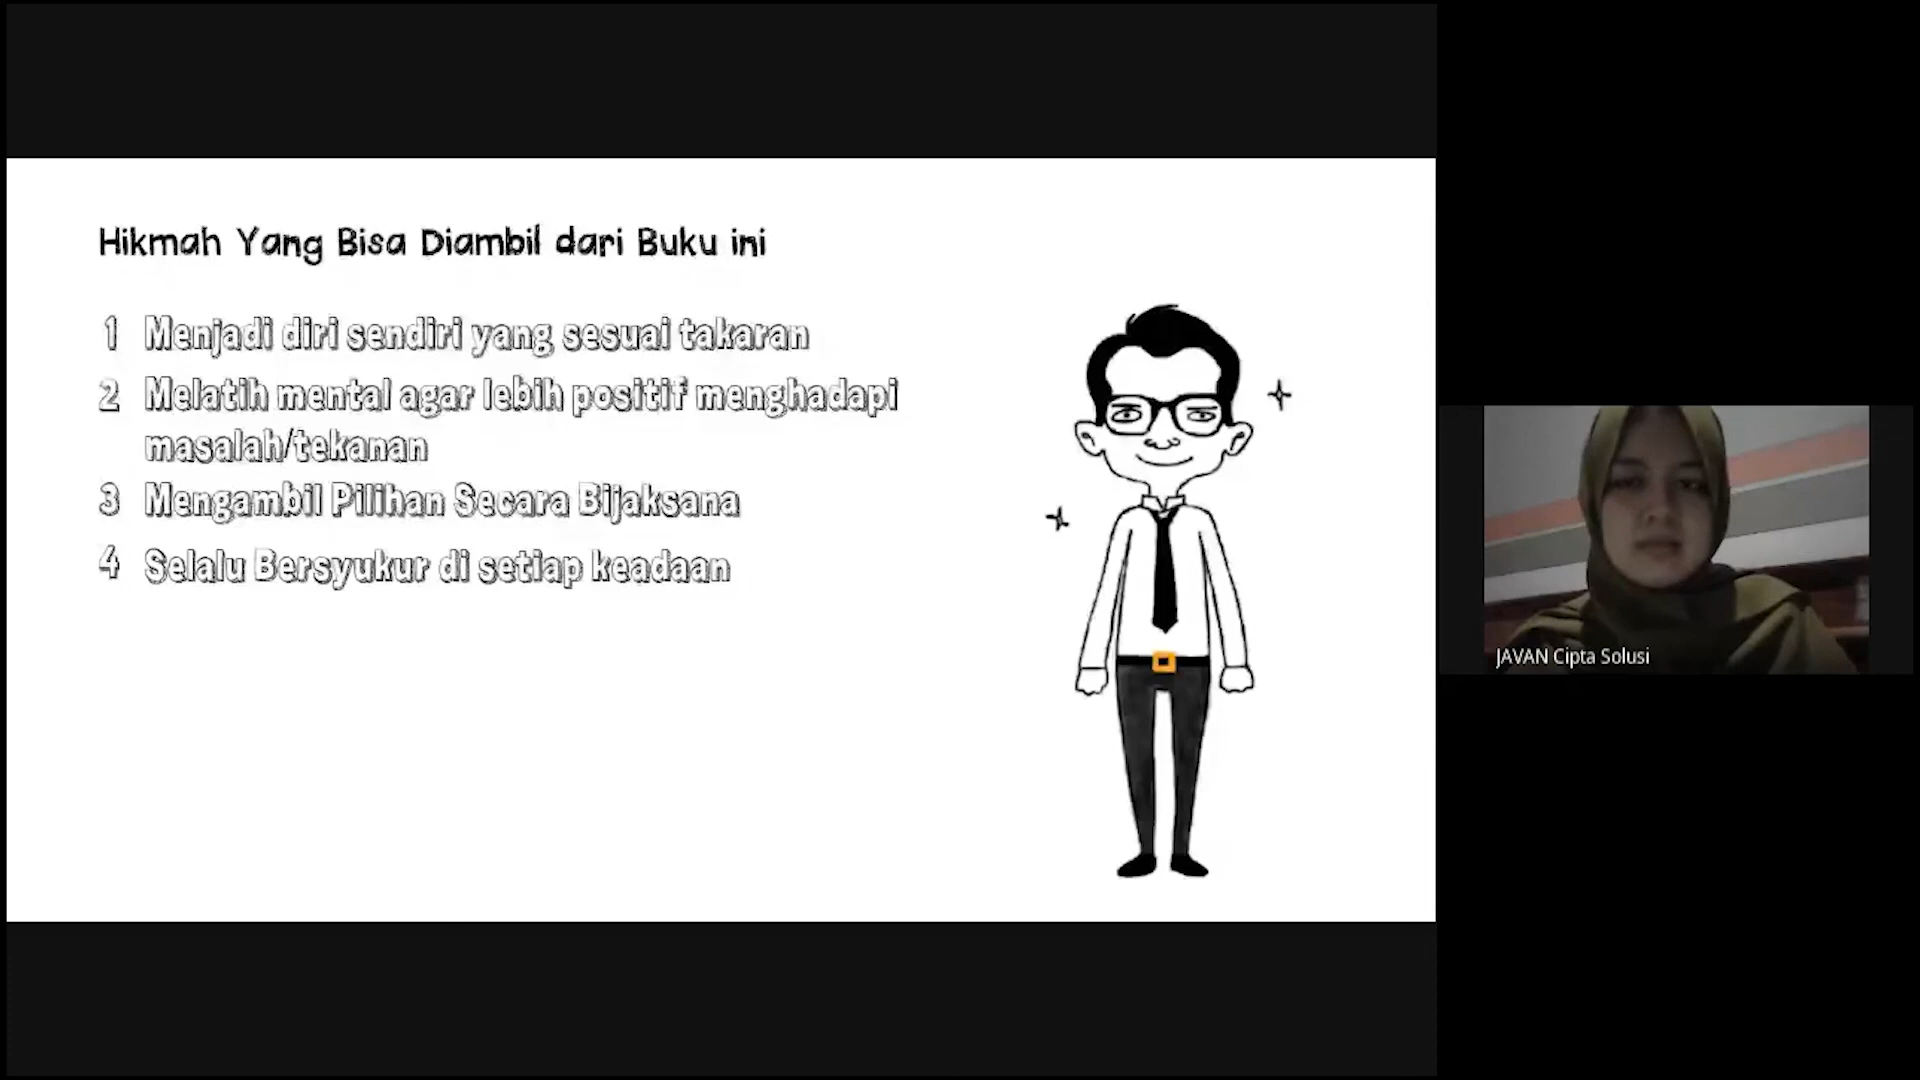 Hikmah Yang Bisa Diambil dari Buku ini
1 Menjadi diri sendiri yang sesuai takaran
2 Melatih mental agar lebih positif menghadapi
masalah/tekanan
3 Mengambil Pilihan Secara Bijaksana
4 Selalu Bersyukur di setiap keadaan
JAVAN Cipta Solusi